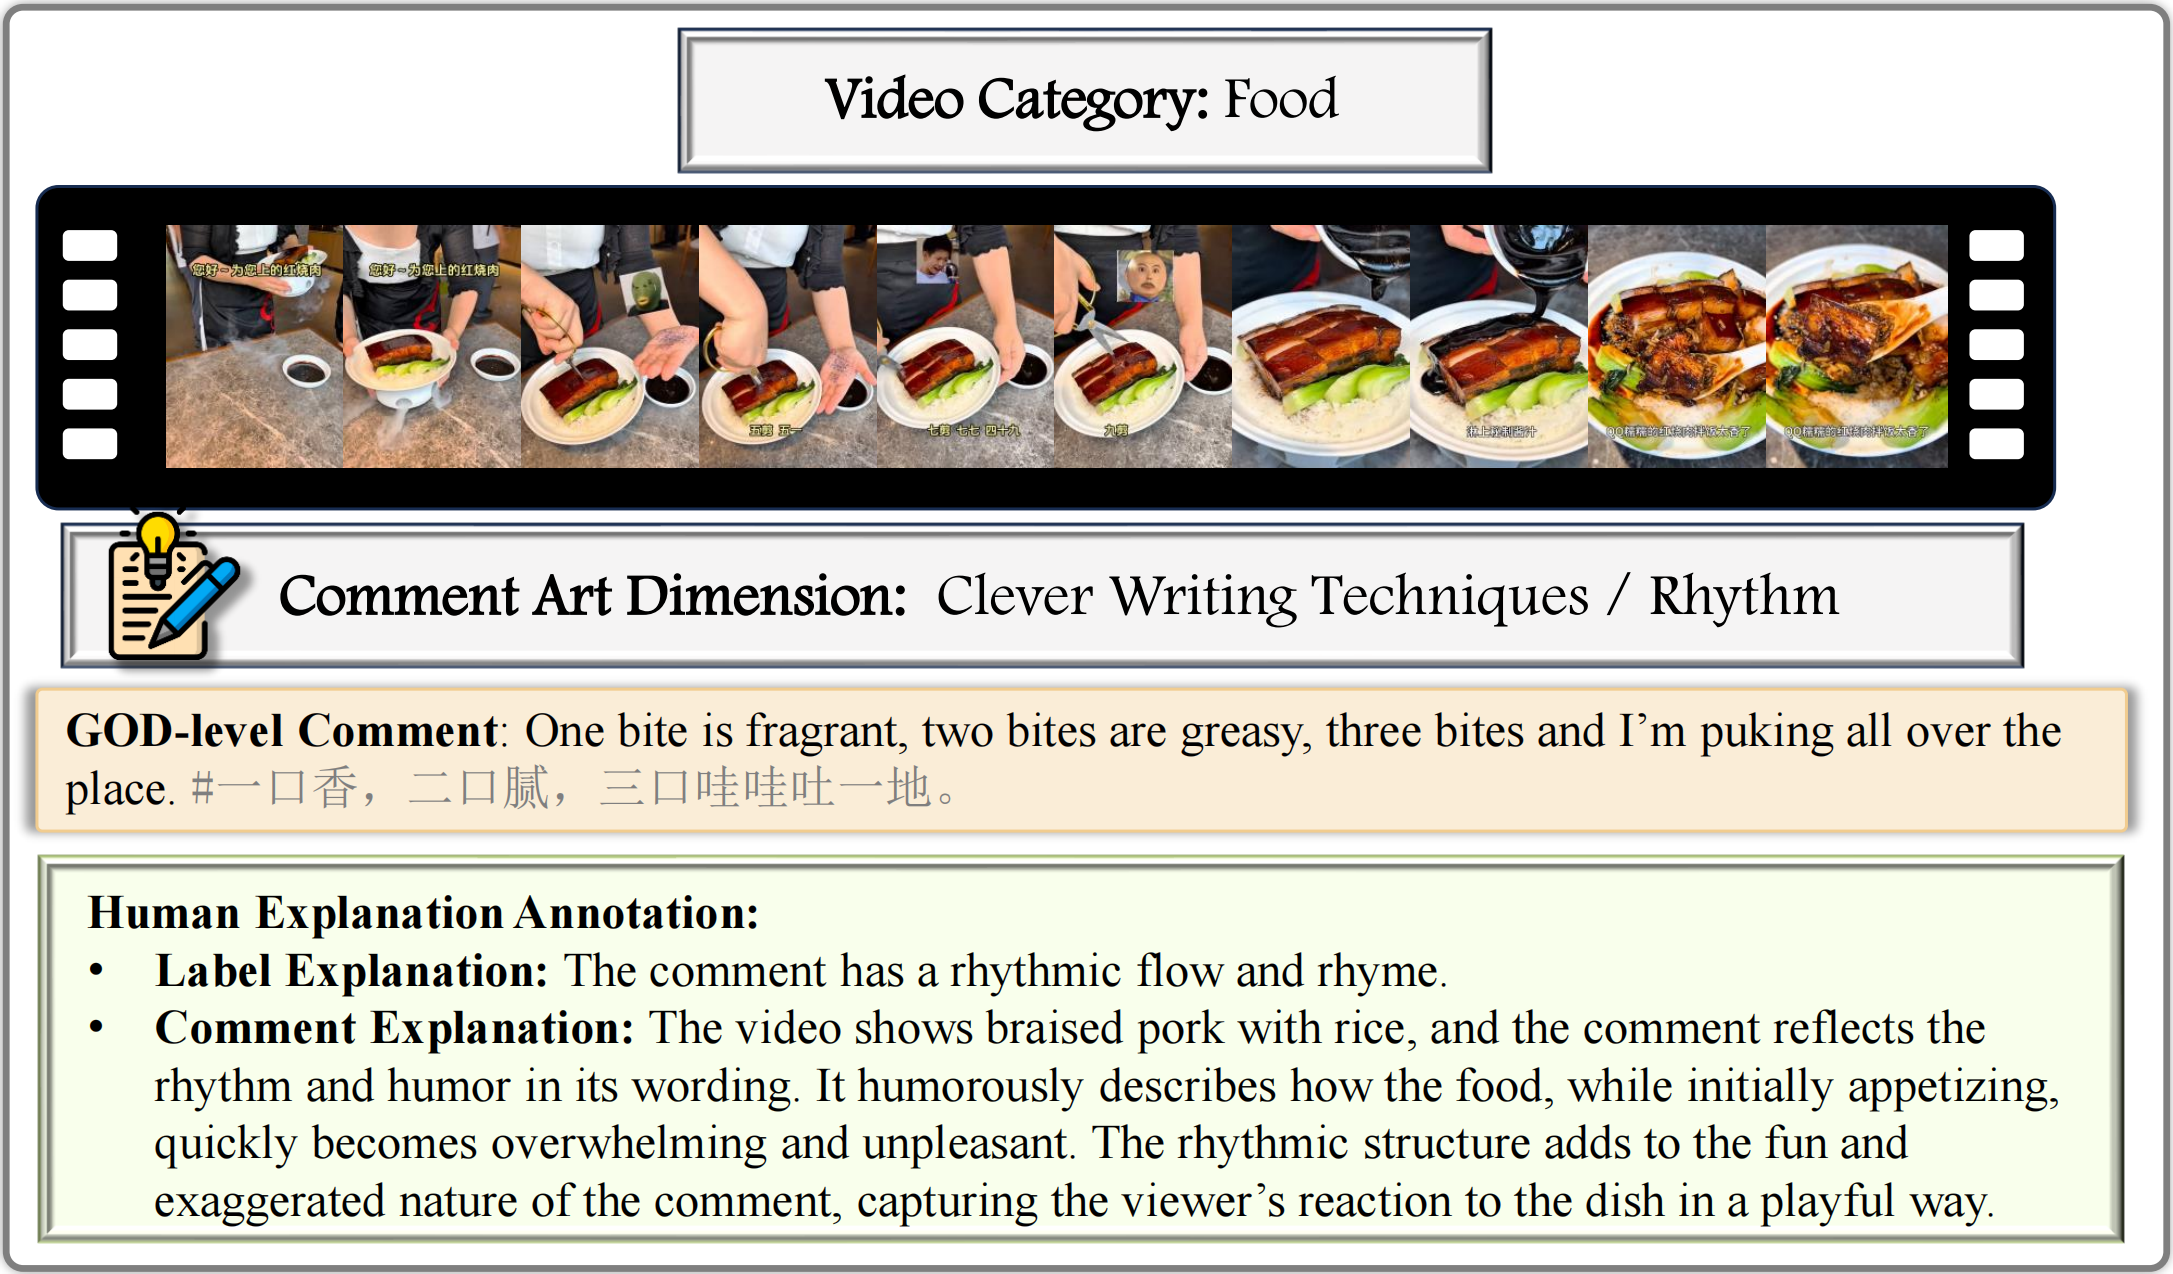 Video Category: Food
您好~为您上的红烧肉
您好~为您上的红烧肉
五剪 五一
七剪 七七 四十九
九剪
淋上秘制酱汁
QQ糯糯的红烧肉拌饭太香了
QQ糯糯的红烧肉拌饭太香了
Comment Art Dimension: Clever Writing Techniques / Rhythm
GOD-level Comment: One bite is fragrant, two bites are greasy, three bites and I’m puking all over the
place. #一口香，二口腻，三口哇哇吐一地。
Human Explanation Annotation:
• Label Explanation: The comment has a rhythmic flow and rhyme.
• Comment Explanation: The video shows braised pork with rice, and the comment reflects the
rhythm and humor in its wording. It humorously describes how the food, while initially appetizing,
quickly becomes overwhelming and unpleasant. The rhythmic structure adds to the fun and
exaggerated nature of the comment, capturing the viewer’s reaction to the dish in a playful way.